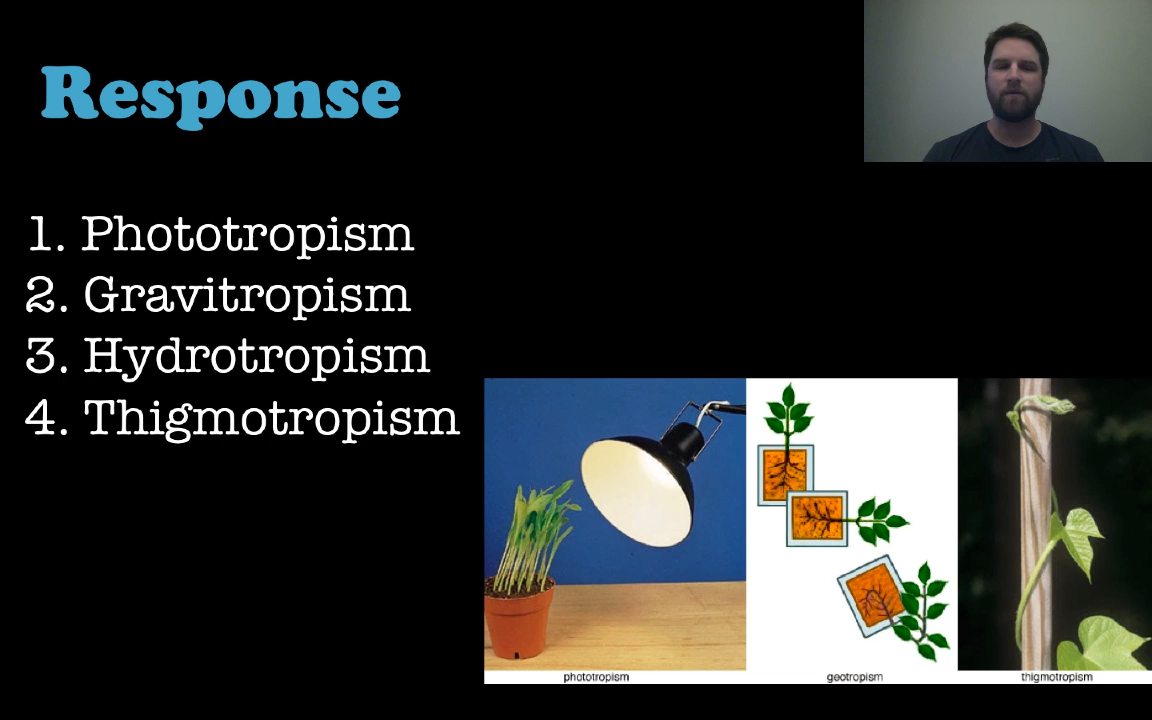 Response
1. Phototropism
2. Gravitropism
3. Hydrotropism
4. Thigmotropism
phototropism
geotropism
thigmotropism